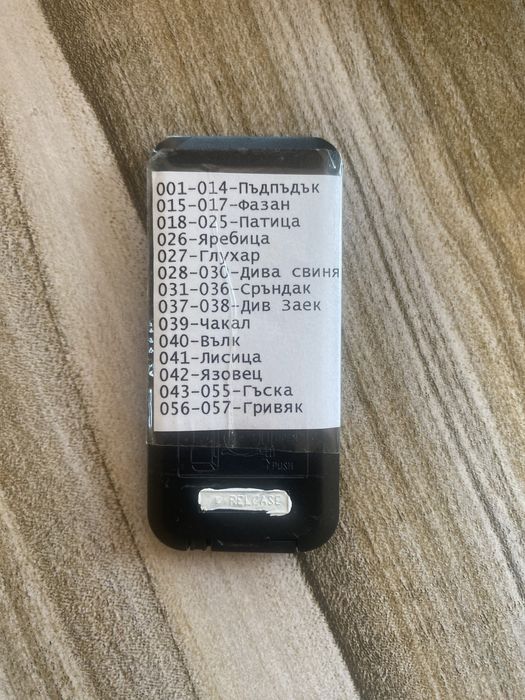 001-014-Пъдпъдък
015-017-Фазан
018-025-Патица
026-Яребица
027-Глухар
028-030-Дива свиня
031-036-Сръндак
037-038-Див Заек
039-Чакал
040-Вълк
041-Лисица
042-Язовец
043-055-Гъска
056-057-Гривяк
PUSH
RELEASE